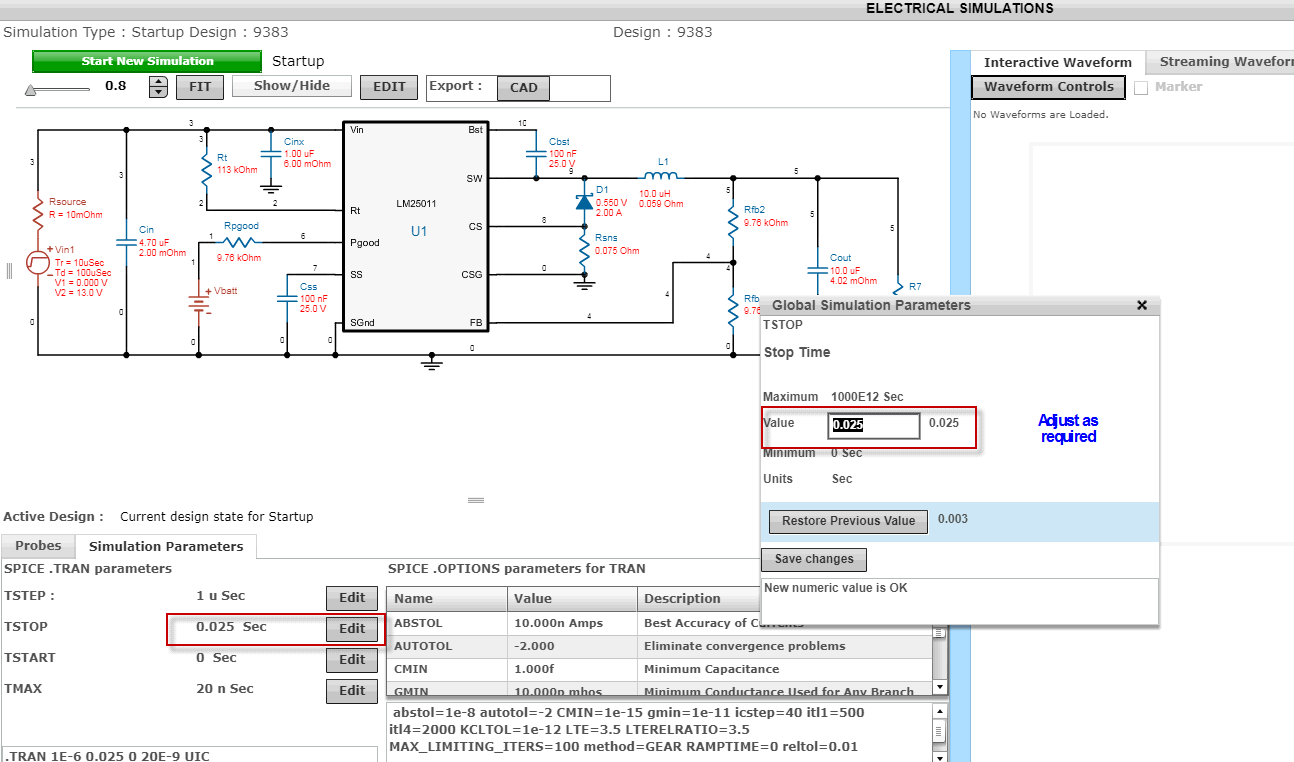 ELECTRICAL SIMULATIONS
Simulation Type : Startup Design : 9383
Design : 9383
Start New Simulation
Startup
0.8
FIT
Show/Hide
EDIT
Export :
CAD
Interactive Waveform
Streaming Waveform
Waveform Controls
Marker
No Waveforms are Loaded.
3
3
3
3
Rsource
R = 10mOhm
Vin1
Tr = 10uSec
Td = 100uSec
V1 = 0.000 V
V2 = 13.0 V
0
Cin
4.70 uF
2.00 mOhm
0
Rt
113 kOhm
2
2
Cinx
1.00 uF
6.00 mOhm
Rpgood
9.76 kOhm
1
6
1
Vbatt
0
7
Css
100 nF
25.0 V
0
0
Vin
Rt
Pgood
SS
SGnd
LM25011
U1
Bst
SW
CS
CSG
FB
10
Cbst
100 nF
25.0 V
9
D1
0.550 V
2.00 A
8
Rsns
0.075 Ohm
0
L1
10.0 uH
0.059 Ohm
5
5
5
5
Rfb2
9.76 kOhm
4
4
4
4
Rfb
9.76
0
0
Cout
10.0 uF
4.02 mOhm
R7
Global Simulation Parameters
TSTOP
Stop Time
Maximum 1000E12 Sec
Value 0.025 0.025
Minimum 0 Sec
Units Sec
Adjust as
required
Restore Previous Value 0.003
Save changes
New numeric value is OK
Active Design : Current design state for Startup
Probes
Simulation Parameters
SPICE .TRAN parameters
TSTEP : 1 u Sec Edit
TSTOP 0.025 Sec Edit
TSTART 0 Sec Edit
TMAX 20 n Sec Edit
.TRAN 1E-6 0.025 0 20E-9 UIC
SPICE .OPTIONS parameters for TRAN
Name Value Description
ABSTOL 10.000n Amps Best Accuracy of Currents
AUTOTOL -2.000 Eliminate convergence problems
CMIN 1.000f Minimum Capacitance
GMIN 10.000p mhos Minimum Conductance Used for Any Branch
abstol=1e-8 autotol=-2 CMIN=1e-15 gmin=1e-11 icstep=40 itl1=500
itl4=2000 KCLTOL=1e-12 LTE=3.5 LTERELRATIO=3.5
MAX_LIMITING_ITERS=100 method=GEAR RAMPTIME=0 reltol=0.01